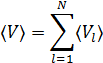 ⟨V⟩ = ∑_{l=1}^{N} ⟨V_l⟩